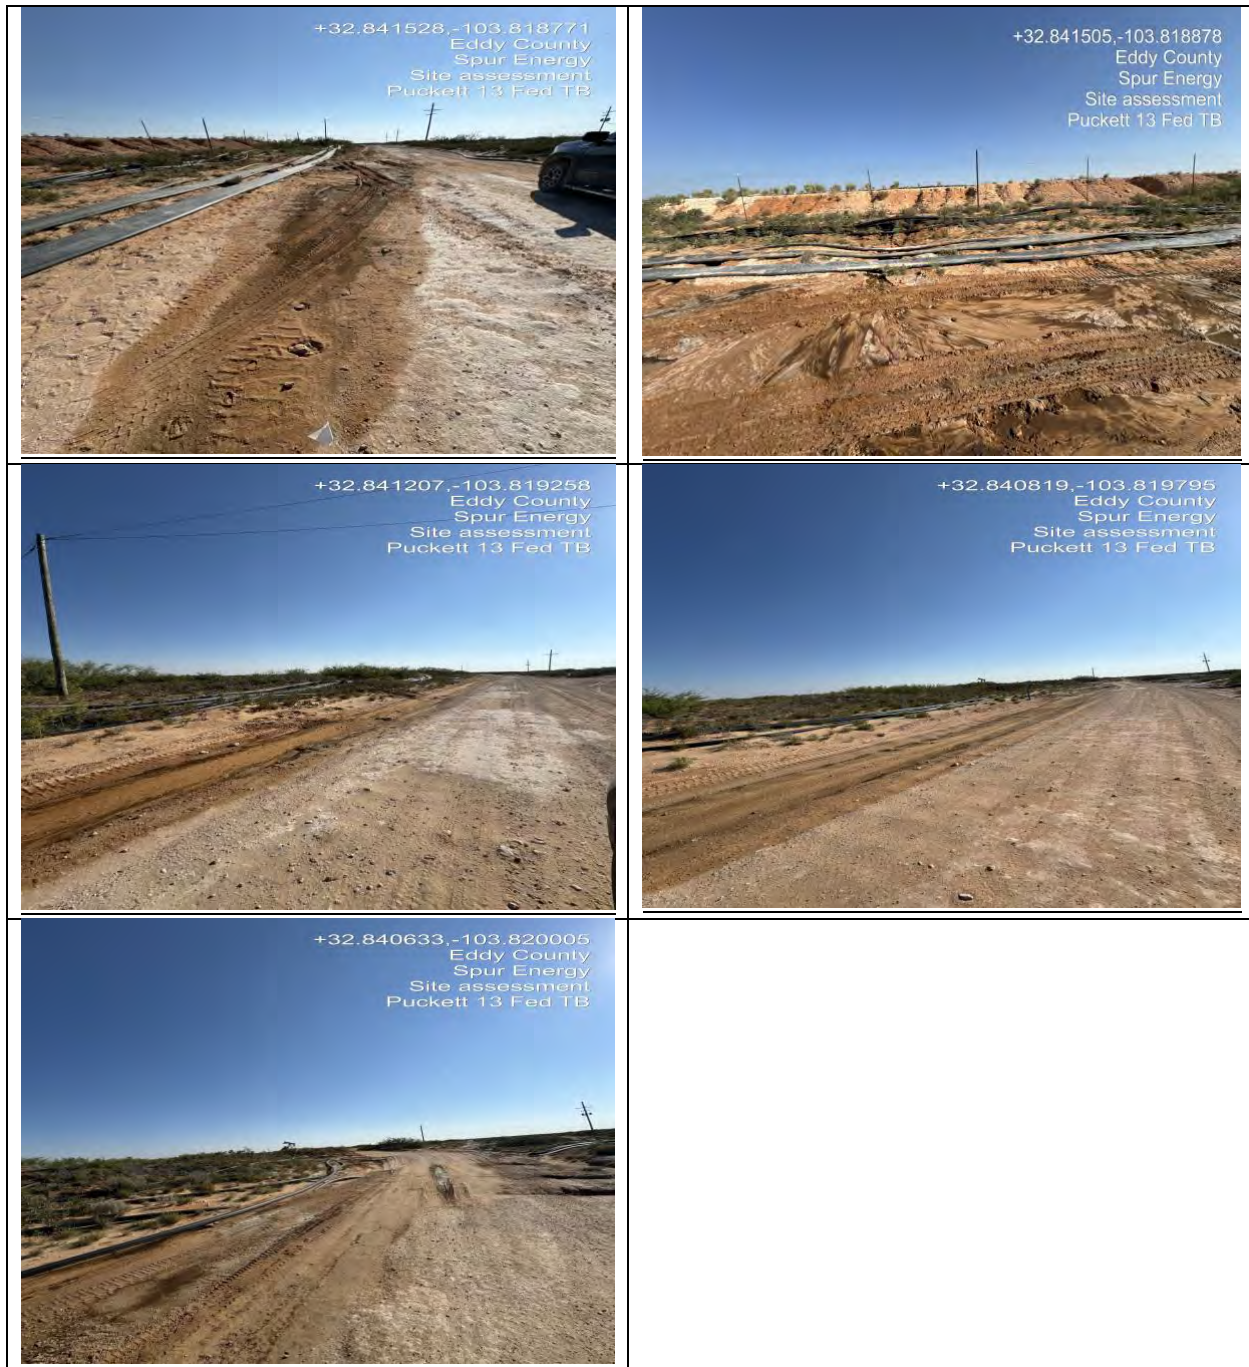 +32.841528,-103.818771
Eddy County
Spur Energy
Site assessment
Puckett 13 Fed TB
+32.841505,-103.818878
Eddy County
Spur Energy
Site assessment
Puckett 13 Fed TB
+32.841207,-103.819258
Eddy County
Spur Energy
Site assessment
Puckett 13 Fed TB
+32.840819,-103.819795
Eddy County
Spur Energy
Site assessment
Puckett 13 Fed TB
+32.840633,-103.820005
Eddy County
Spur Energy
Site assessment
Puckett 13 Fed TB